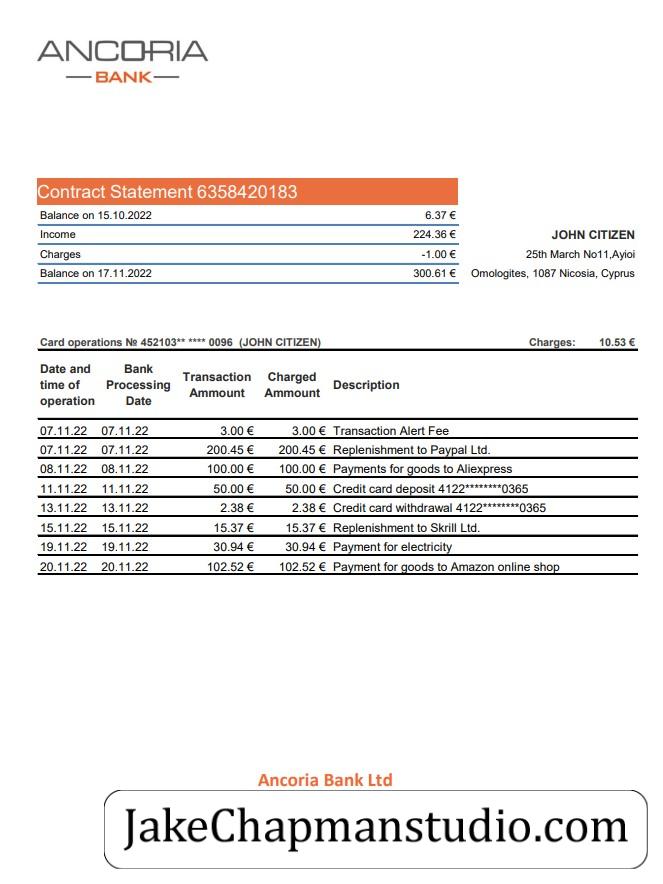 ANCORIA
BANK
Contract Statement 6358420183
Balance on 15.10.2022 6.37 €
Income 224.36 €
Charges -1.00 €
Balance on 17.11.2022 300.61 €
JOHN CITIZEN
25th March No11,Ayioi
Omologites, 1087 Nicosia, Cyprus
Card operations № 452103** **** 0096 (JOHN CITIZEN) Charges: 10.53 €
Date and time of operation Bank Processing Date Transaction Ammount Charged Ammount Description
07.11.22 07.11.22 3.00 € 3.00 € Transaction Alert Fee
07.11.22 07.11.22 200.45 € 200.45 € Replenishment to Paypal Ltd.
08.11.22 08.11.22 100.00 € 100.00 € Payments for goods to Aliexpress
11.11.22 11.11.22 50.00 € 50.00 € Credit card deposit 4122********0365
13.11.22 13.11.22 2.38 € 2.38 € Credit card withdrawal 4122********0365
15.11.22 15.11.22 15.37 € 15.37 € Replenishment to Skrill Ltd.
19.11.22 19.11.22 30.94 € 30.94 € Payment for electricity
20.11.22 20.11.22 102.52 € 102.52 € Payment for goods to Amazon online shop
Ancoria Bank Ltd
JakeChapmanstudio.com